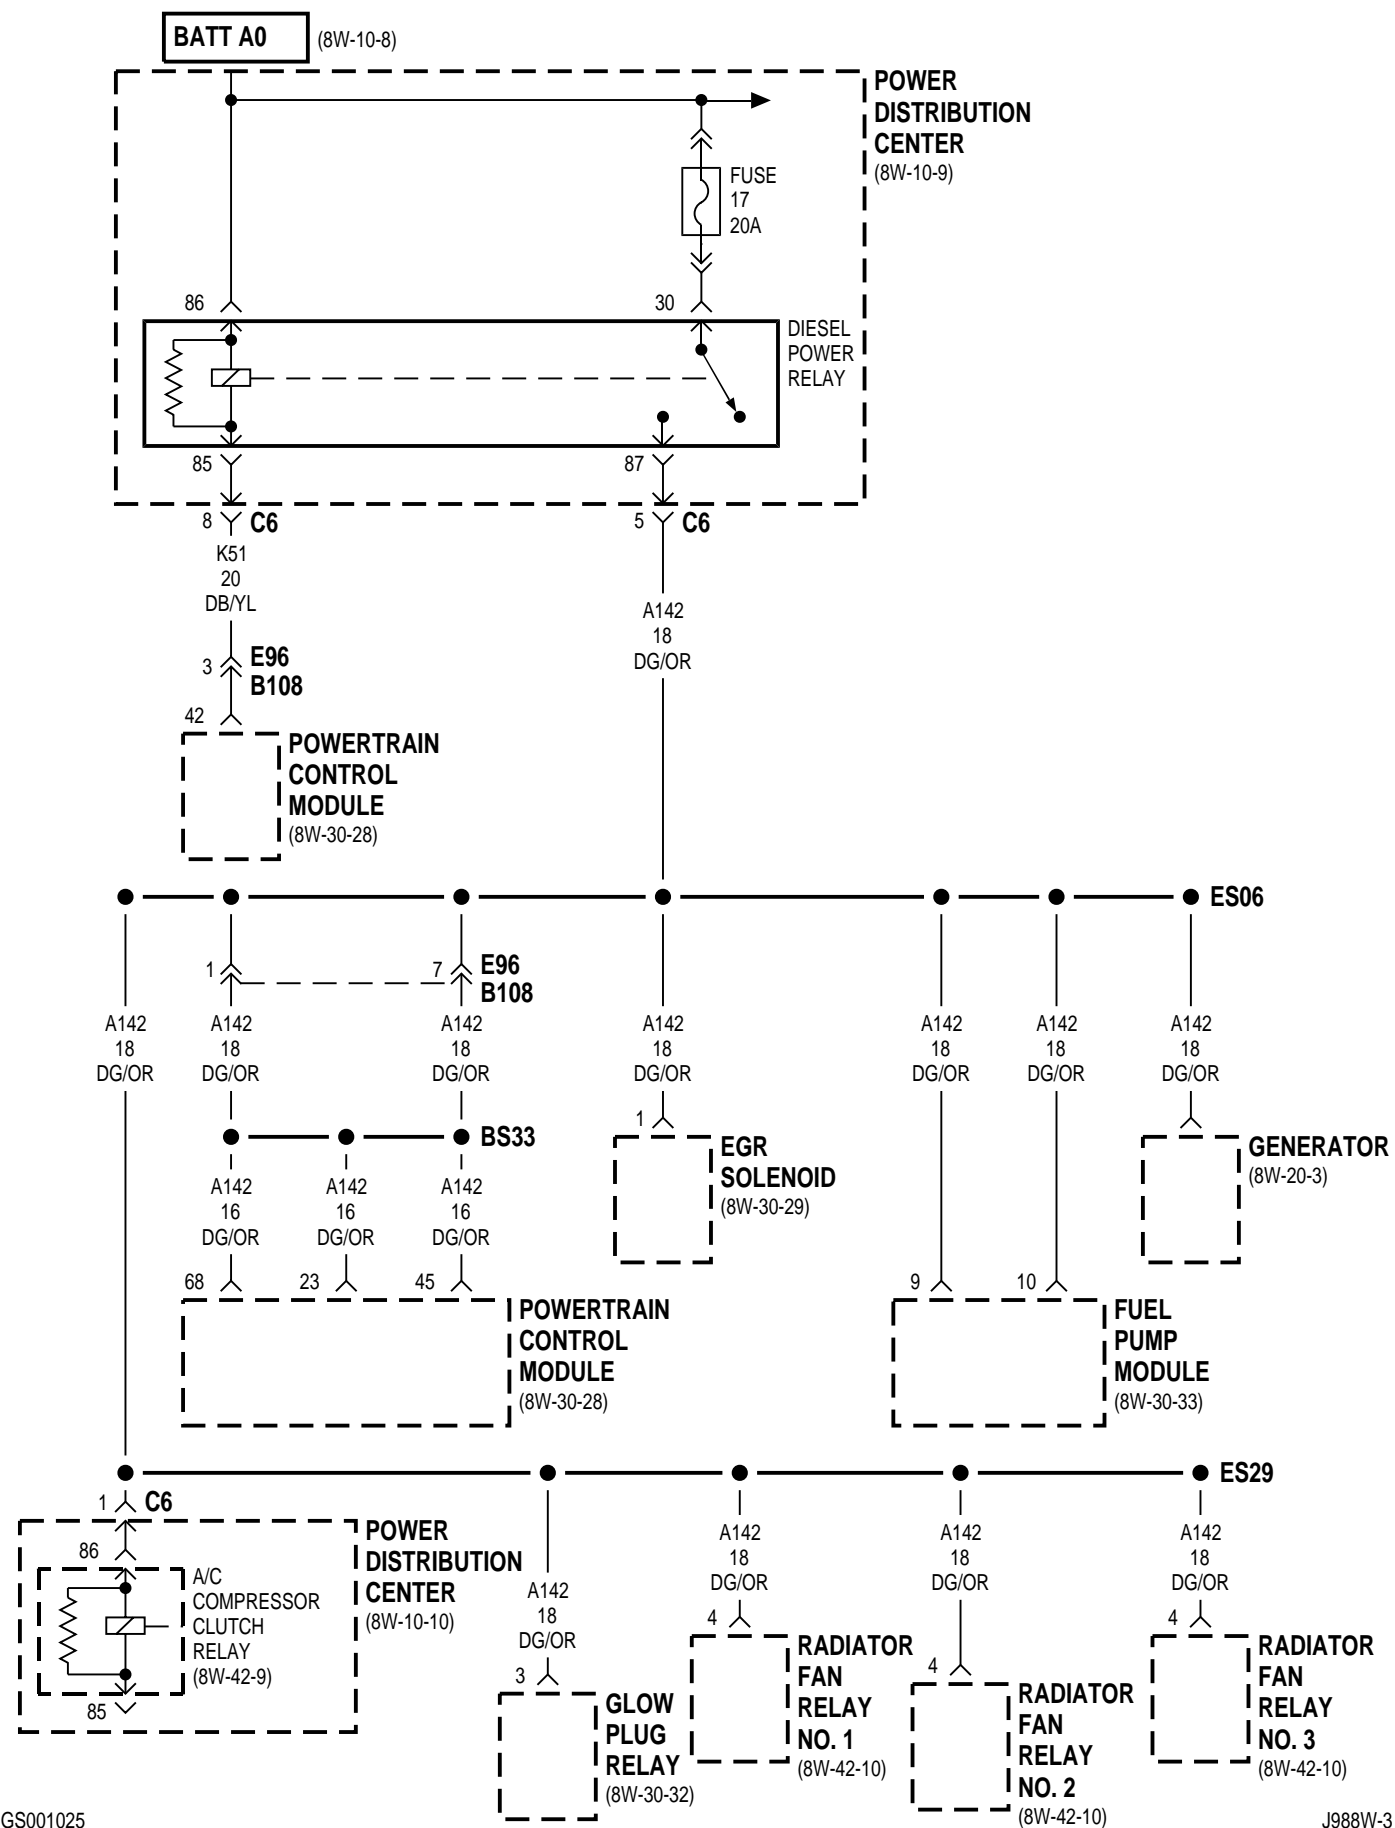 BATT A0 (8W-10-8)
POWER
DISTRIBUTION
CENTER
(8W-10-9)
FUSE
17
20A
86
30
DIESEL
POWER
RELAY
85
87
8 C6
5 C6
K51
20
DB/YL
A142
18
DG/OR
3 E96
B108
42
POWERTRAIN
CONTROL
MODULE
(8W-30-28)
ES06
1
7 E96
B108
A142
18
DG/OR
A142
18
DG/OR
A142
18
DG/OR
A142
18
DG/OR
A142
18
DG/OR
A142
18
DG/OR
A142
18
DG/OR
BS33
1
EGR
SOLENOID
(8W-30-29)
GENERATOR
(8W-20-3)
A142
16
DG/OR
A142
16
DG/OR
A142
16
DG/OR
68
23
45
POWERTRAIN
CONTROL
MODULE
(8W-30-28)
9
10
FUEL
PUMP
MODULE
(8W-30-33)
ES29
1 C6
POWER
DISTRIBUTION
CENTER
(8W-10-10)
86
A/C
COMPRESSOR
CLUTCH
RELAY
(8W-42-9)
85
A142
18
DG/OR
3
GLOW
PLUG
RELAY
(8W-30-32)
A142
18
DG/OR
4
RADIATOR
FAN
RELAY
NO. 1
(8W-42-10)
A142
18
DG/OR
4
RADIATOR
FAN
RELAY
NO. 2
(8W-42-10)
A142
18
DG/OR
4
RADIATOR
FAN
RELAY
NO. 3
(8W-42-10)
GS001025
J988W-3